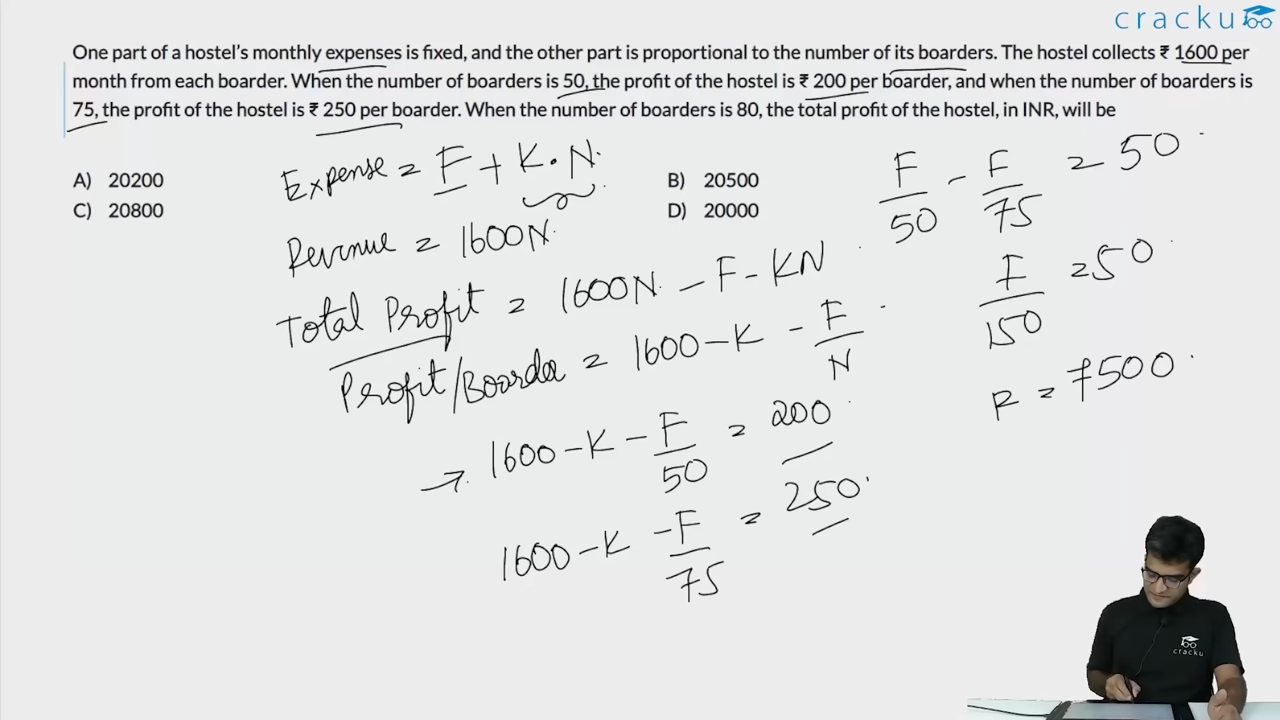 cracku
One part of a hostel's monthly expenses is fixed, and the other part is proportional to the number of its boarders. The hostel collects ₹ 1600 per
month from each boarder. When the number of boarders is 50, the profit of the hostel is ₹ 200 per boarder, and when the number of boarders is
75, the profit of the hostel is ₹ 250 per boarder. When the number of boarders is 80, the total profit of the hostel, in INR, will be
A) 20200
B) 20500
C) 20800
D) 20000
Expense = F + K·N
Revenue = 1600N
Total Profit = 1600N - F - KN
Profit/Boarder = 1600 - K - F/N
→ 1600 - K - F/50 = 200
1600 - K - F/75 = 250
F/50 - F/75 = 50
F/150 = 50
F = 7500
cracku